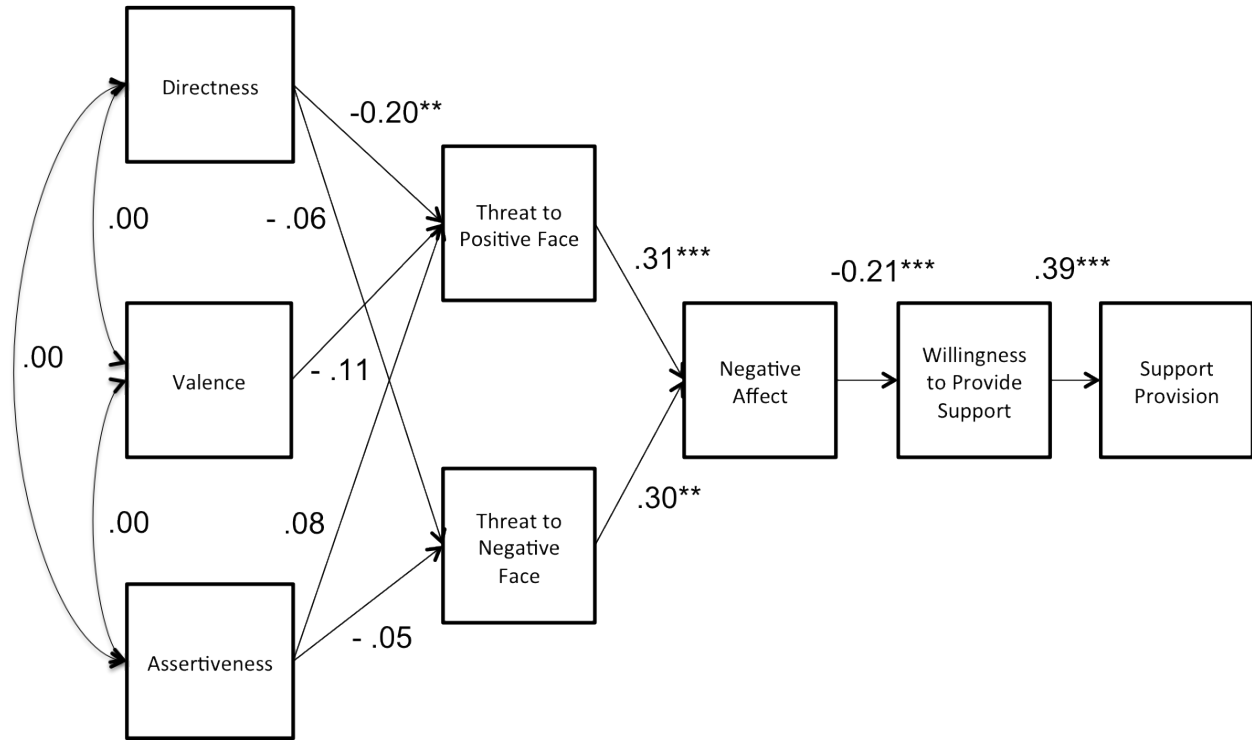 Directness
-0.20**
Threat to
Positive Face
.00
- .06
.31***
-0.21***
.39***
.00
Valence
- .11
Negative
Affect
Willingness
to Provide
Support
Support
Provision
.00
.08
Threat to
Negative
Face
.30**
Assertiveness
- .05